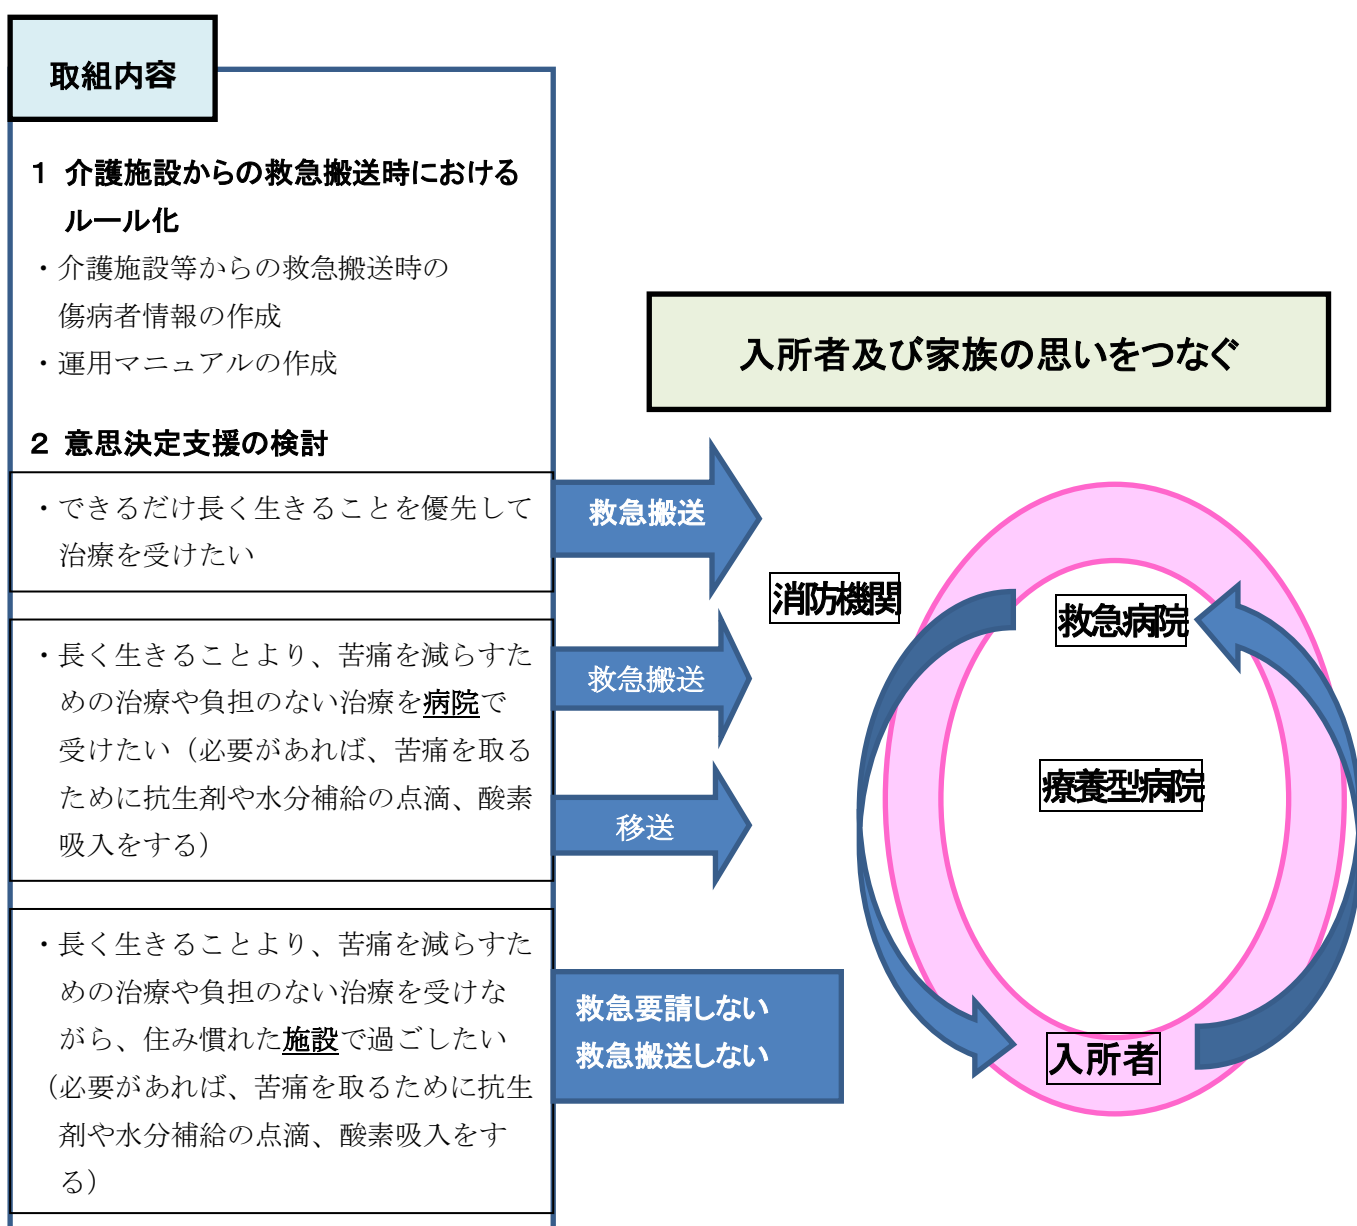 取組内容
1 介護施設からの救急搬送時における
ルール化
・介護施設等からの救急搬送時の
傷病者情報の作成
・運用マニュアルの作成
2 意思決定支援の検討
・できるだけ長く生きることを優先して
治療を受けたい
救急搬送
・長く生きることより、苦痛を減らすた
めの治療や負担のない治療を病院で
受けたい（必要があれば、苦痛を取る
ために抗生剤や水分補給の点滴、酸素
吸入をする）
救急搬送
移送
・長く生きることより、苦痛を減らすた
めの治療や負担のない治療を受けな
がら、住み慣れた施設で過ごしたい
（必要があれば、苦痛を取るために抗生
剤や水分補給の点滴、酸素吸入をす
る）
救急要請しない
救急搬送しない
入所者及び家族の思いをつなぐ
消防機関
救急病院
療養型病院
入所者